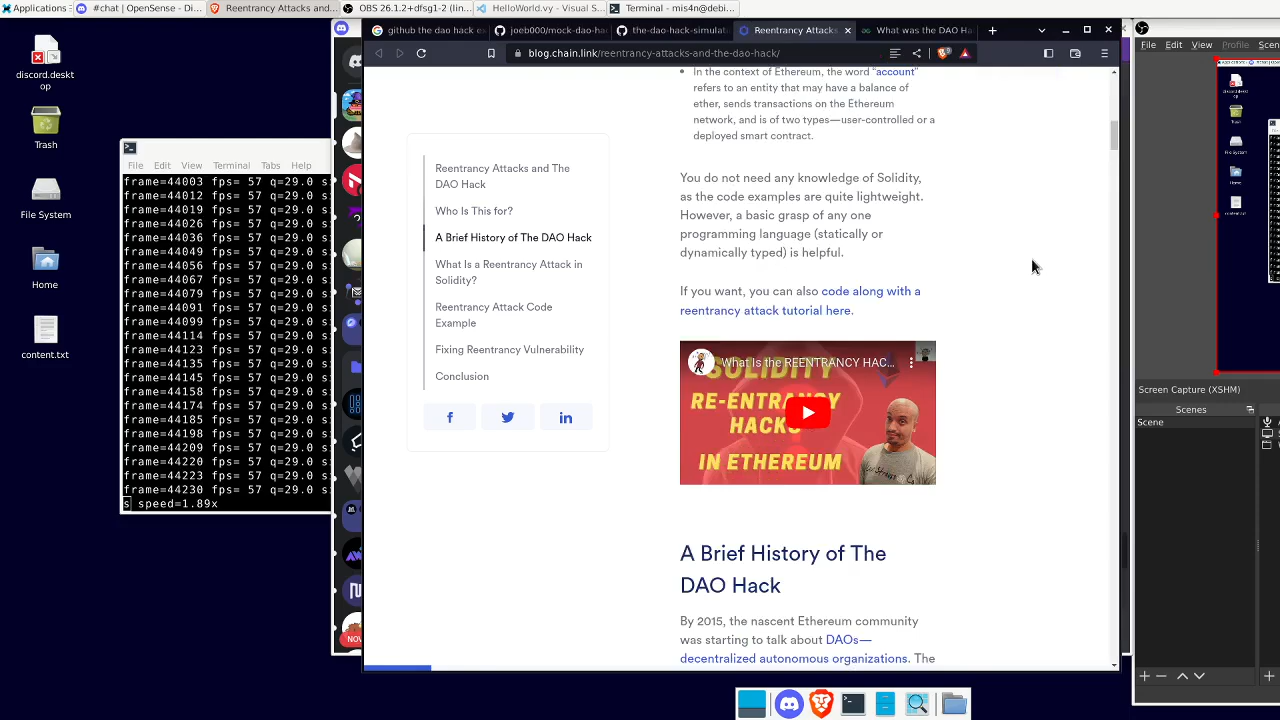 Applications
#chat | OpenSense - Dis...
Reentrancy Attacks and ...
OBS 26.1.2+dfsg1-2 (lin...
HelloWorld.vy - Visual S...
Terminal - mis4n@debi...
discord.deskt
op
Trash
File System
Home
content.txt
File Edit View Terminal Tabs Help
frame=44003 fps= 57 q=29.0 s
frame=44012 fps= 57 q=29.0 s
frame=44019 fps= 57 q=29.0 s
frame=44026 fps= 57 q=29.0 s
frame=44036 fps= 57 q=29.0 s
frame=44049 fps= 57 q=29.0 s
frame=44056 fps= 57 q=29.0 s
frame=44067 fps= 57 q=29.0 s
frame=44079 fps= 57 q=29.0 s
frame=44091 fps= 57 q=29.0 s
frame=44099 fps= 57 q=29.0 s
frame=44114 fps= 57 q=29.0 s
frame=44123 fps= 57 q=29.0 s
frame=44135 fps= 57 q=29.0 s
frame=44145 fps= 57 q=29.0 s
frame=44158 fps= 57 q=29.0 s
frame=44174 fps= 57 q=29.0 s
frame=44185 fps= 57 q=29.0 s
frame=44198 fps= 57 q=29.0 s
frame=44209 fps= 57 q=29.0 s
frame=44220 fps= 57 q=29.0 s
frame=44223 fps= 57 q=29.0 s
frame=44230 fps= 57 q=29.0 s
s speed=1.89x
NOV
github the dao hack ex
joeb000/mock-dao-ha
the-dao-hack-simulat
Reentrancy Attacks
What was the DAO Ha
blog.chain.link/reentrancy-attacks-and-the-dao-hack/
Reentrancy Attacks and The
DAO Hack
Who Is This for?
A Brief History of The DAO Hack
What Is a Reentrancy Attack in
Solidity?
Reentrancy Attack Code
Example
Fixing Reentrancy Vulnerability
Conclusion
• In the context of Ethereum, the word “account”
refers to an entity that may have a balance of
ether, sends transactions on the Ethereum
network, and is of two types—user-controlled or a
deployed smart contract.
You do not need any knowledge of Solidity,
as the code examples are quite lightweight.
However, a basic grasp of any one
programming language (statically or
dynamically typed) is helpful.
If you want, you can also code along with a
reentrancy attack tutorial here.
What Is the REENTRANCY HAC...
SOLIDITY
RE-ENTRANCY
HACKS
IN ETHEREUM
A Brief History of The
DAO Hack
By 2015, the nascent Ethereum community
was starting to talk about DAOs—
decentralized autonomous organizations. The
File Edit View Profile Scen
Screen Capture (XSHM)
Scenes
Scene